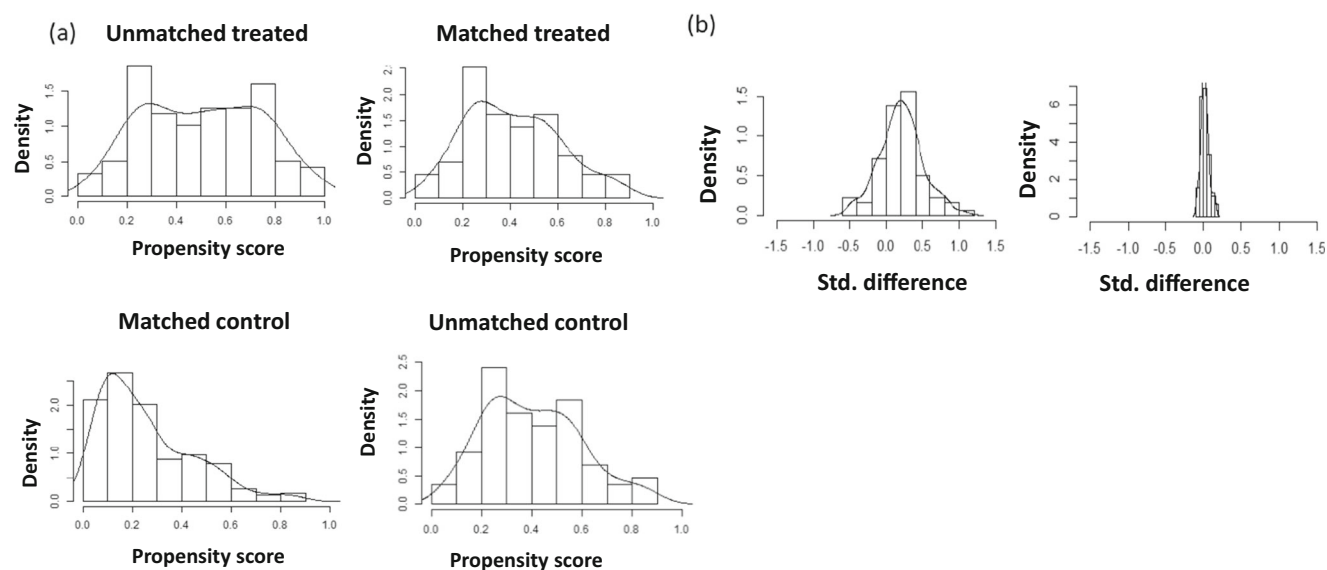 (a)
Unmatched treated
Density
0.0 0.5 1.0 1.5
0.0 0.2 0.4 0.6 0.8 1.0
Propensity score
Matched treated
Density
0.0 0.5 1.0 1.5 2.0 2.5
0.0 0.2 0.4 0.6 0.8 1.0
Propensity score
(b)
Density
0.0 0.5 1.0 1.5
-1.5 -0.5 0.0 0.5 1.0 1.5
Std. difference
Density
0 2 4 6
-1.5 -1.0 -0.5 0.0 0.5 1.0 1.5
Std. difference
Matched control
Density
0.0 1.0 2.0
0.0 0.2 0.4 0.6 0.8 1.0
Propensity score
Unmatched control
Density
0.0 0.5 1.0 1.5 2.0 2.5
0.0 0.2 0.4 0.6 0.8 1.0
Propensity score